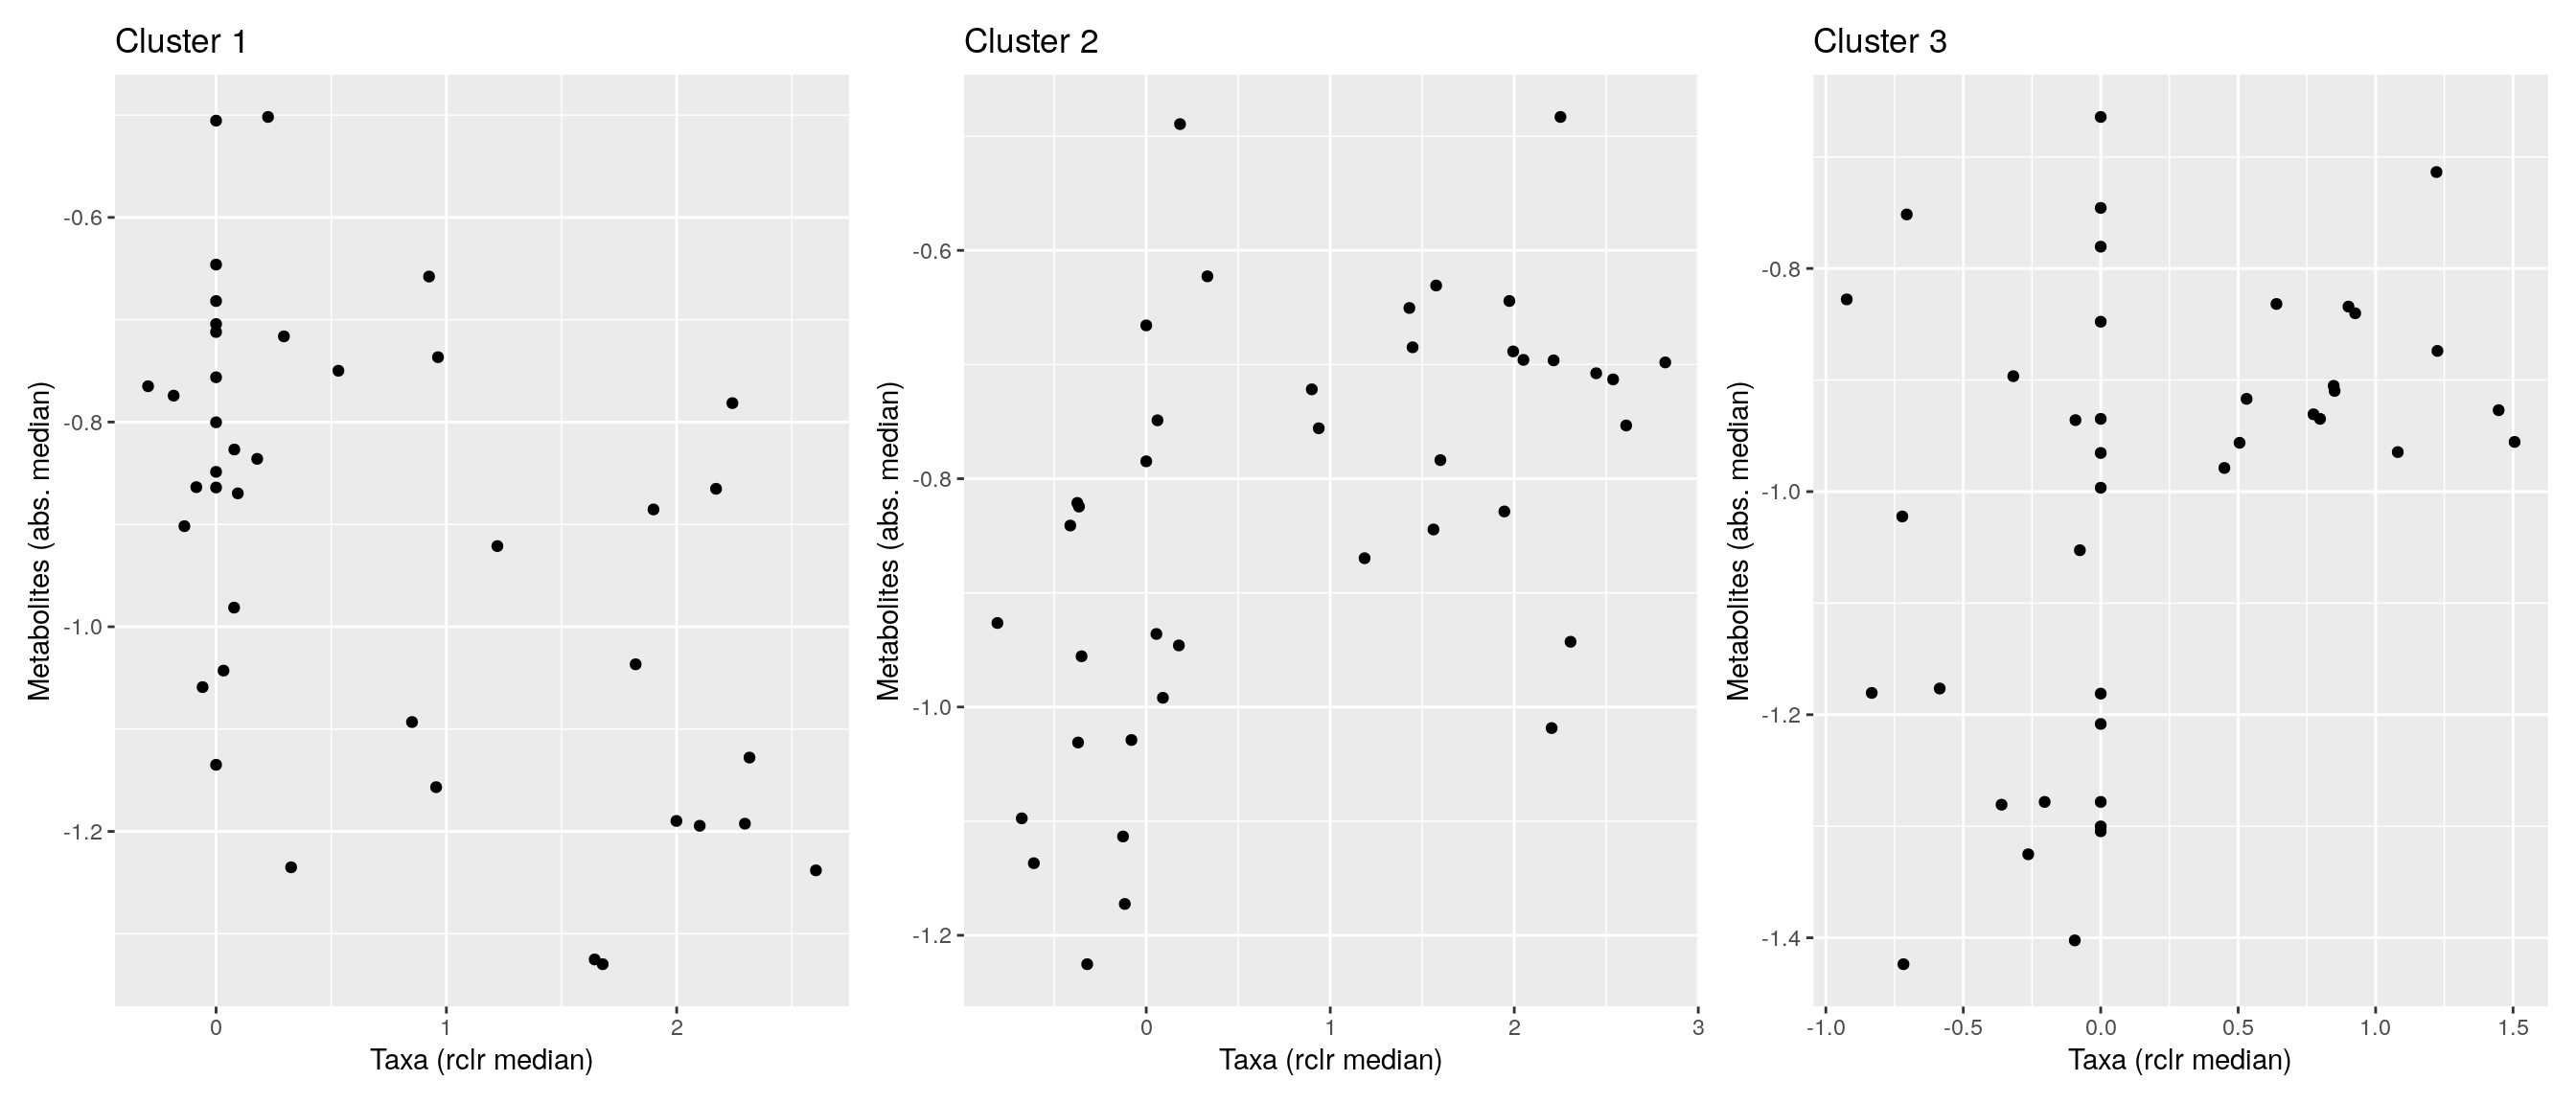 Cluster 1
Metabolites (abs. median)
-0.6
-0.8
-1.0
-1.2
0 1 2
Taxa (rclr median)
Cluster 2
Metabolites (abs. median)
-0.6
-0.8
-1.0
-1.2
0 1 2 3
Taxa (rclr median)
Cluster 3
Metabolites (abs. median)
-0.8
-1.0
-1.2
-1.4
-1.0 -0.5 0.0 0.5 1.0 1.5
Taxa (rclr median)